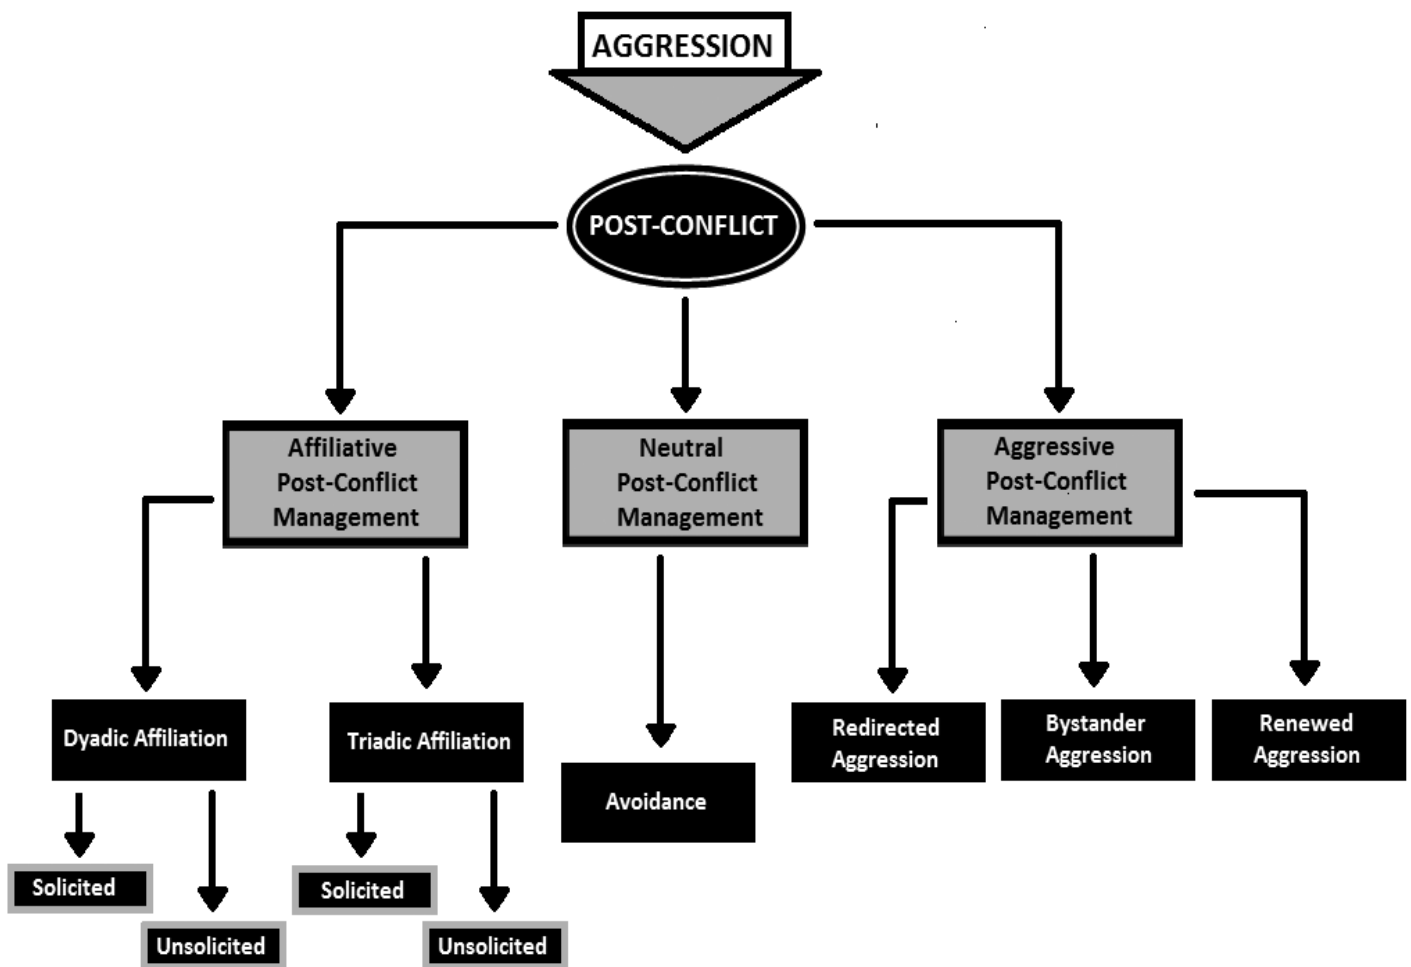 AGGRESSION
POST-CONFLICT
Affiliative
Post-Conflict
Management
Neutral
Post-Conflict
Management
Aggressive
Post-Conflict
Management
Dyadic Affiliation
Triadic Affiliation
Avoidance
Redirected
Aggression
Bystander
Aggression
Renewed
Aggression
Solicited
Unsolicited
Solicited
Unsolicited